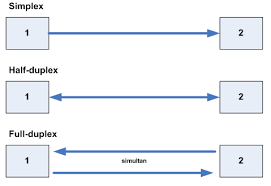 Simplex
1 2
Half-duplex
1 2
Full-duplex
1 simultan 2